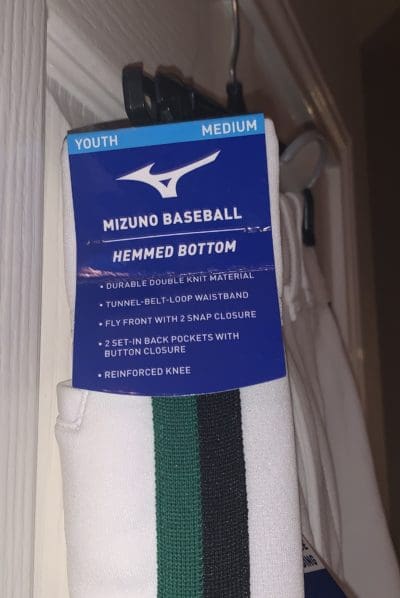 YOUTH MEDIUM
MIZUNO BASEBALL
HEMMED BOTTOM
• DURABLE DOUBLE KNIT MATERIAL
• TUNNEL-BELT-LOOP WAISTBAND
• FLY FRONT WITH 2 SNAP CLOSURE
• 2 SET-IN BACK POCKETS WITH
BUTTON CLOSURE
• REINFORCED KNEE